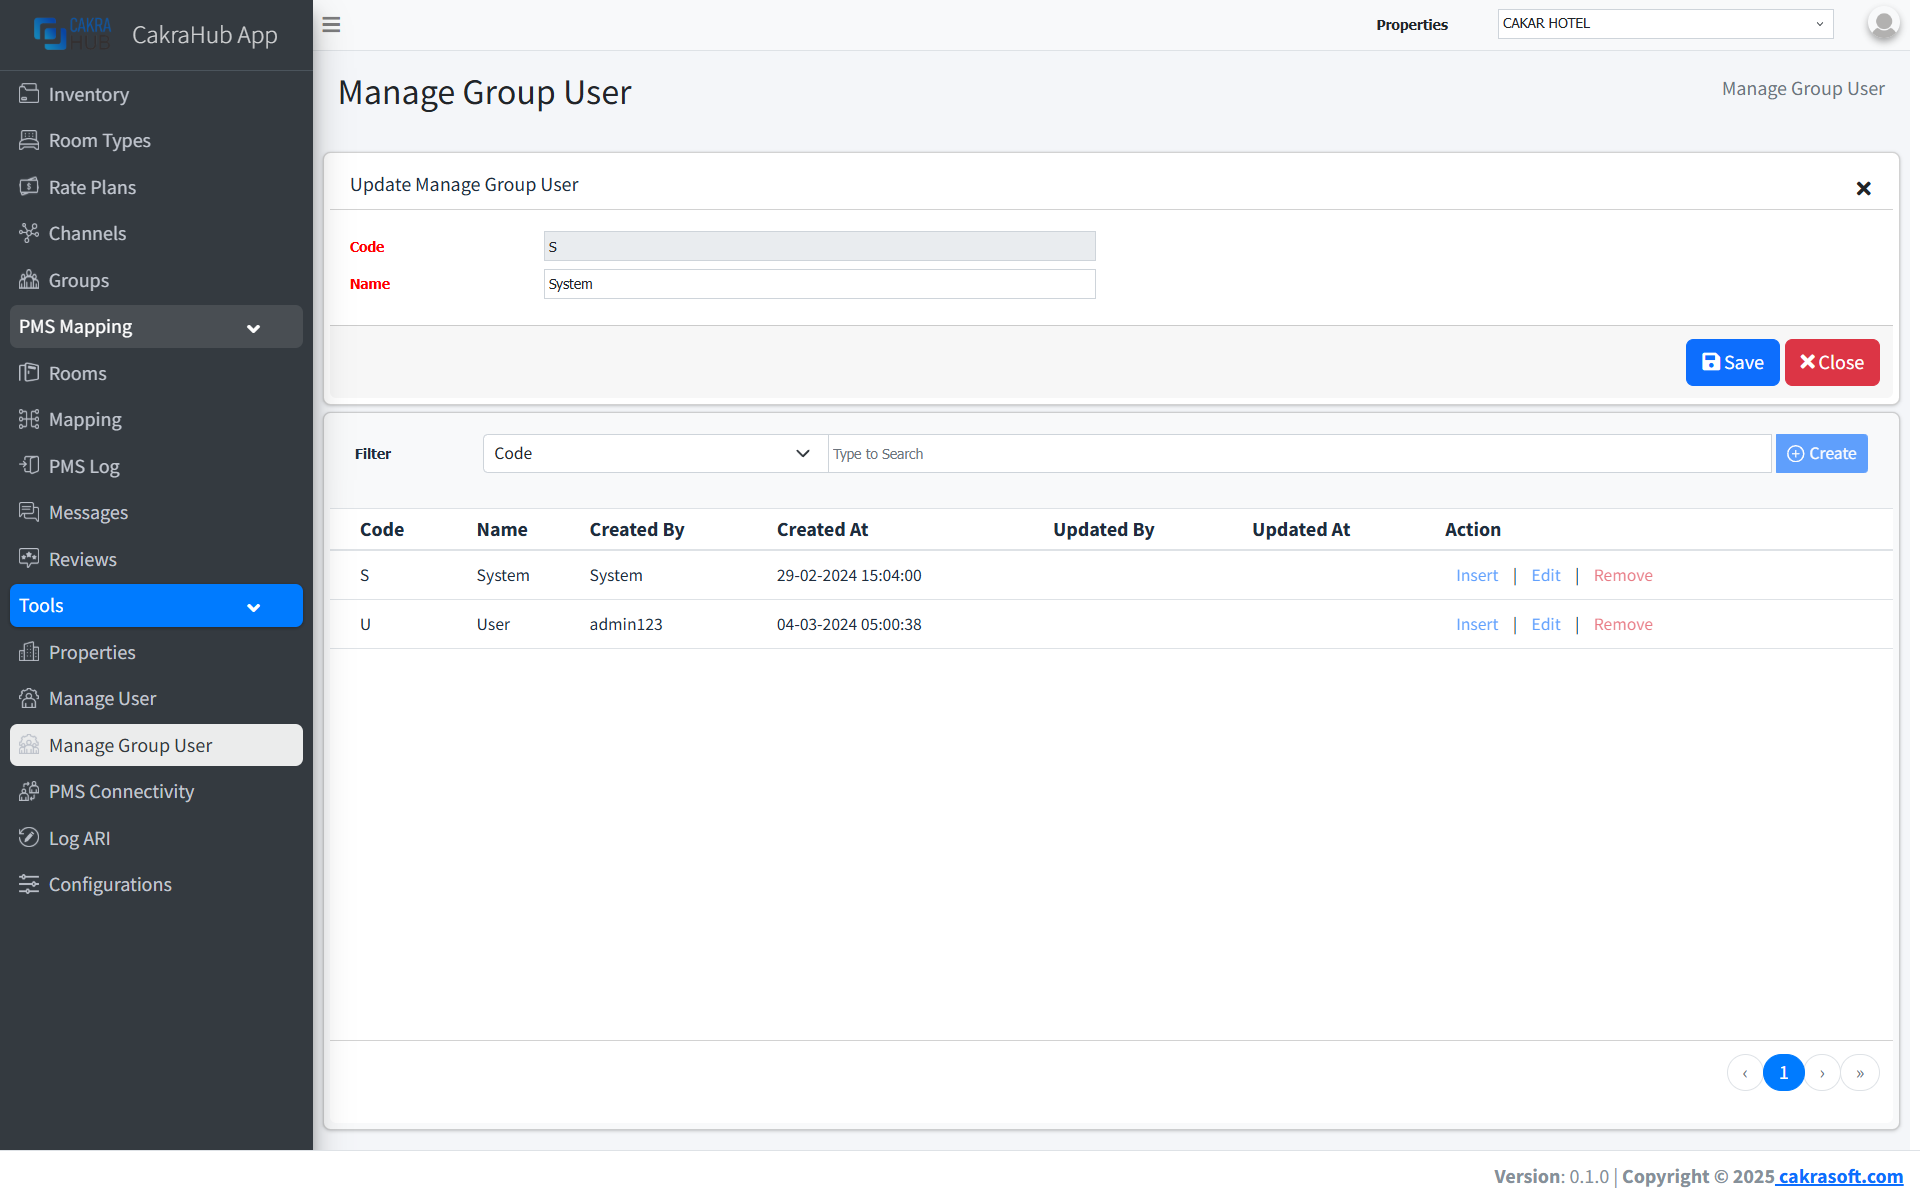 CAKRA
HUB
CakraHub App
Properties
CAKAR HOTEL
Inventory
Room Types
Rate Plans
Channels
Groups
PMS Mapping
Rooms
Mapping
PMS Log
Messages
Reviews
Tools
Properties
Manage User
Manage Group User
PMS Connectivity
Log ARI
Configurations
Manage Group User
Manage Group User
Update Manage Group User
Code S
Name System
Save Close
Filter Code Type to Search Create
Code Name Created By Created At Updated By Updated At Action
S System System 29-02-2024 15:04:00 Insert | Edit | Remove
U User admin123 04-03-2024 05:00:38 Insert | Edit | Remove
‹ 1 › »
Version: 0.1.0 | Copyright © 2025 cakrasoft.com